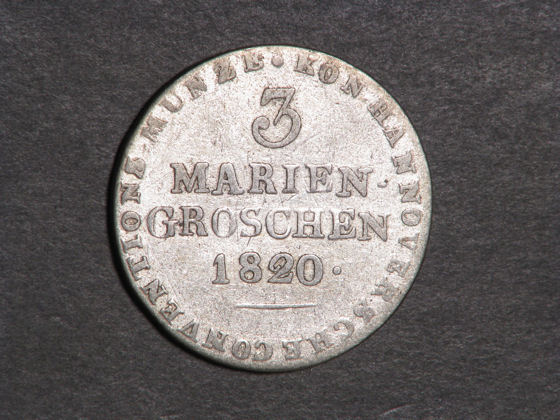 KON·HANNOVERSCHE CONVENTIONS·MUNZE·
3
MARIEN·
GROSCHEN
1820·